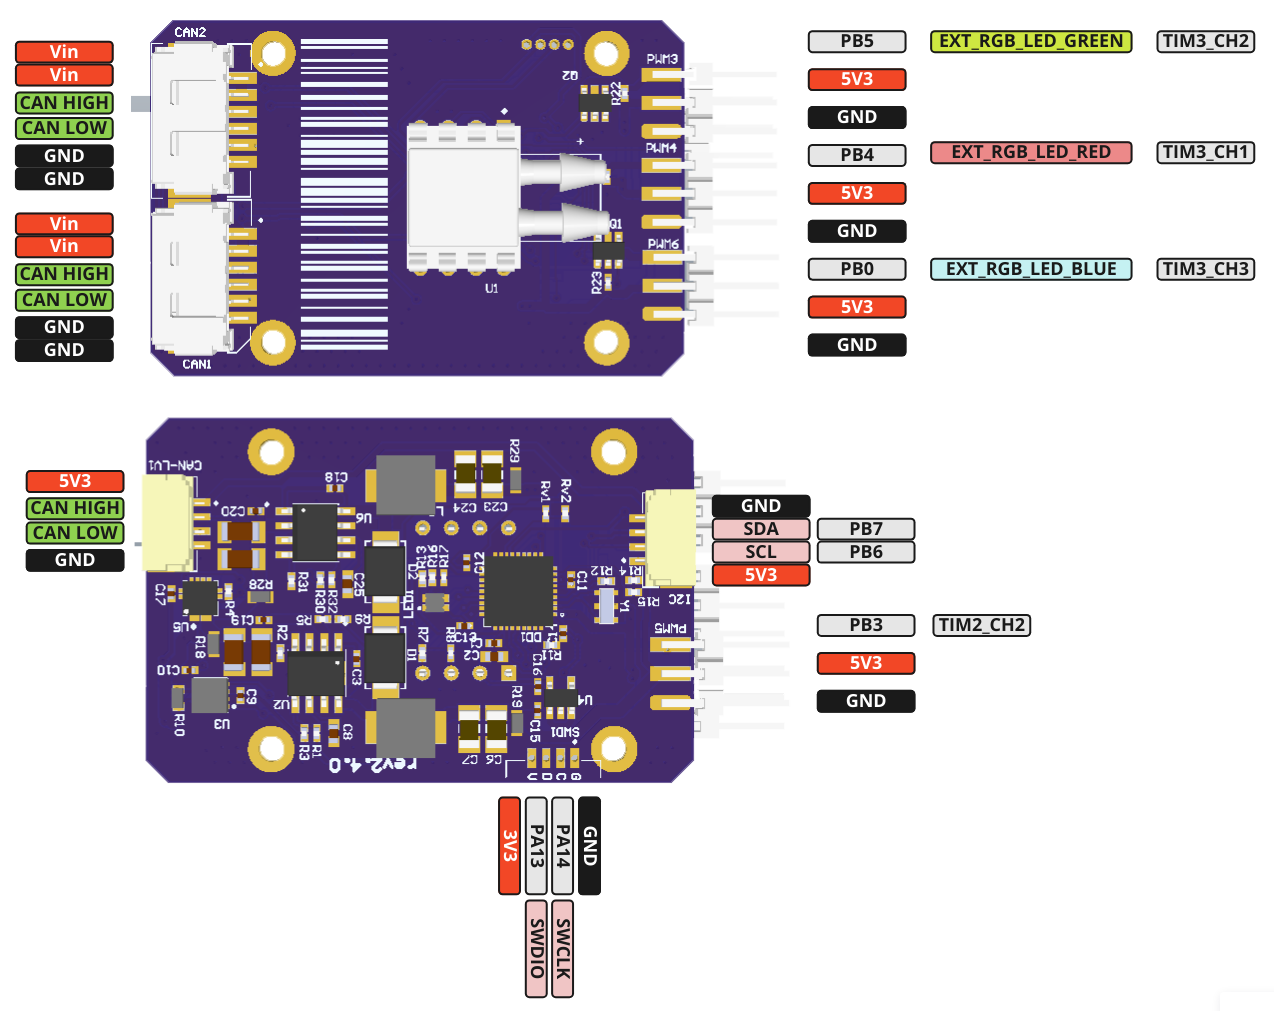 CAN2
Vin
Vin
CAN HIGH
CAN LOW
GND
GND
Vin
Vin
CAN HIGH
CAN LOW
GND
GND
CAN1
U1
Q2
R22
Q1
R23
PWM3
PWM4
PWM6
PB5 EXT_RGB_LED_GREEN TIM3_CH2
5V3
GND
PB4 EXT_RGB_LED_RED TIM3_CH1
5V3
GND
PB0 EXT_RGB_LED_BLUE TIM3_CH3
5V3
GND
5V3
CAN HIGH
CAN LOW
GND
CAN-LV1
C18
C20
U6
C24
C23
R29
RV1
RV2
C17
U5
R4
R28
C19
R31
R30
R32
C25
R5
R9
D2
LED1
R13
R16
R17
C12
C11
R12
R14
R15
Y1
I2C
R18
R2
C10
U3
C9
R10
U2
C3
D1
R7
R8
C13
C2
DD1
R11
C16
U4
R19
C15
SWD1
R3
R1
C8
C7
C6
rev2.4.0
V D C G
PWM5
GND
SDA PB7
SCL PB6
5V3
PB3 TIM2_CH2
5V3
GND
3V3
PA13
PA14
GND
SWDIO
SWCLK